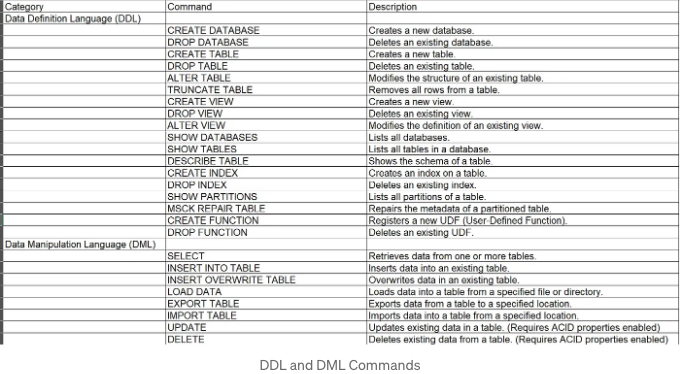 Category Command Description
Data Definition Language (DDL)
CREATE DATABASE Creates a new database.
DROP DATABASE Deletes an existing database.
CREATE TABLE Creates a new table.
DROP TABLE Deletes an existing table.
ALTER TABLE Modifies the structure of an existing table.
TRUNCATE TABLE Removes all rows from a table.
CREATE VIEW Creates a new view.
DROP VIEW Deletes an existing view.
ALTER VIEW Modifies the definition of an existing view.
SHOW DATABASES Lists all databases.
SHOW TABLES Lists all tables in a database.
DESCRIBE TABLE Shows the schema of a table.
CREATE INDEX Creates an index on a table.
DROP INDEX Deletes an existing index.
SHOW PARTITIONS Lists all partitions of a table.
MSCK REPAIR TABLE Repairs the metadata of a partitioned table.
CREATE FUNCTION Registers a new UDF (User-Defined Function).
DROP FUNCTION Deletes an existing UDF.
Data Manipulation Language (DML)
SELECT Retrieves data from one or more tables.
INSERT INTO TABLE Inserts data into an existing table.
INSERT OVERWRITE TABLE Overwrites data in an existing table.
LOAD DATA Loads data into a table from a specified file or directory.
EXPORT TABLE Exports data from a table to a specified location.
IMPORT TABLE Imports data into a table from a specified location.
UPDATE Updates existing data in a table. (Requires ACID properties enabled)
DELETE Deletes existing data from a table. (Requires ACID properties enabled)
DDL and DML Commands